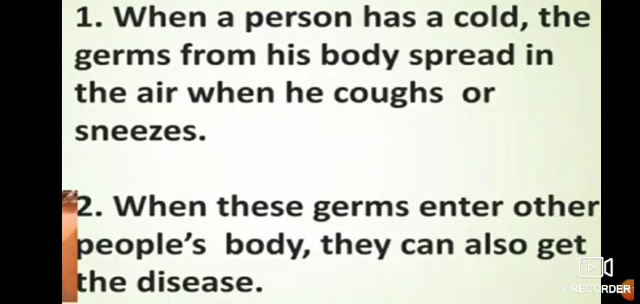 1. When a person has a cold, the
germs from his body spread in
the air when he coughs or
sneezes.
2. When these germs enter other
people's body, they can also get
the disease.
V RECORDER